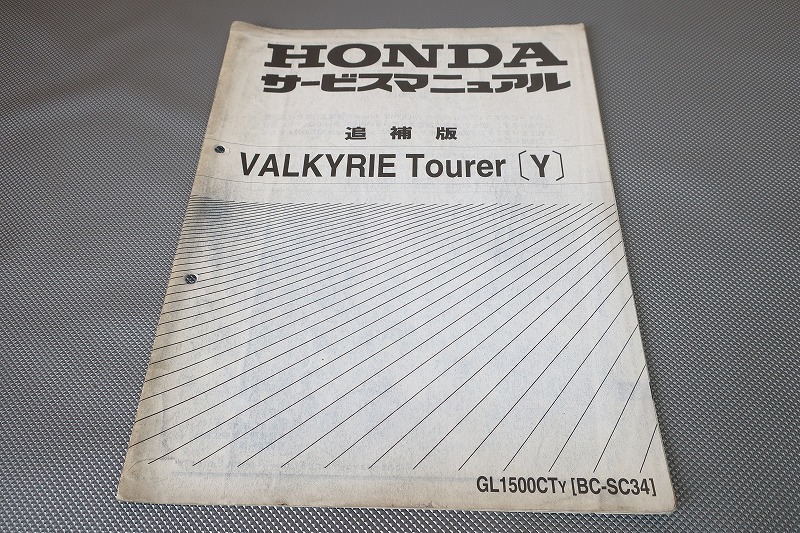 HONDA
サービスマニュアル
追補版
VALKYRIE Tourer〔Y〕
GL1500CTY [BC-SC34]